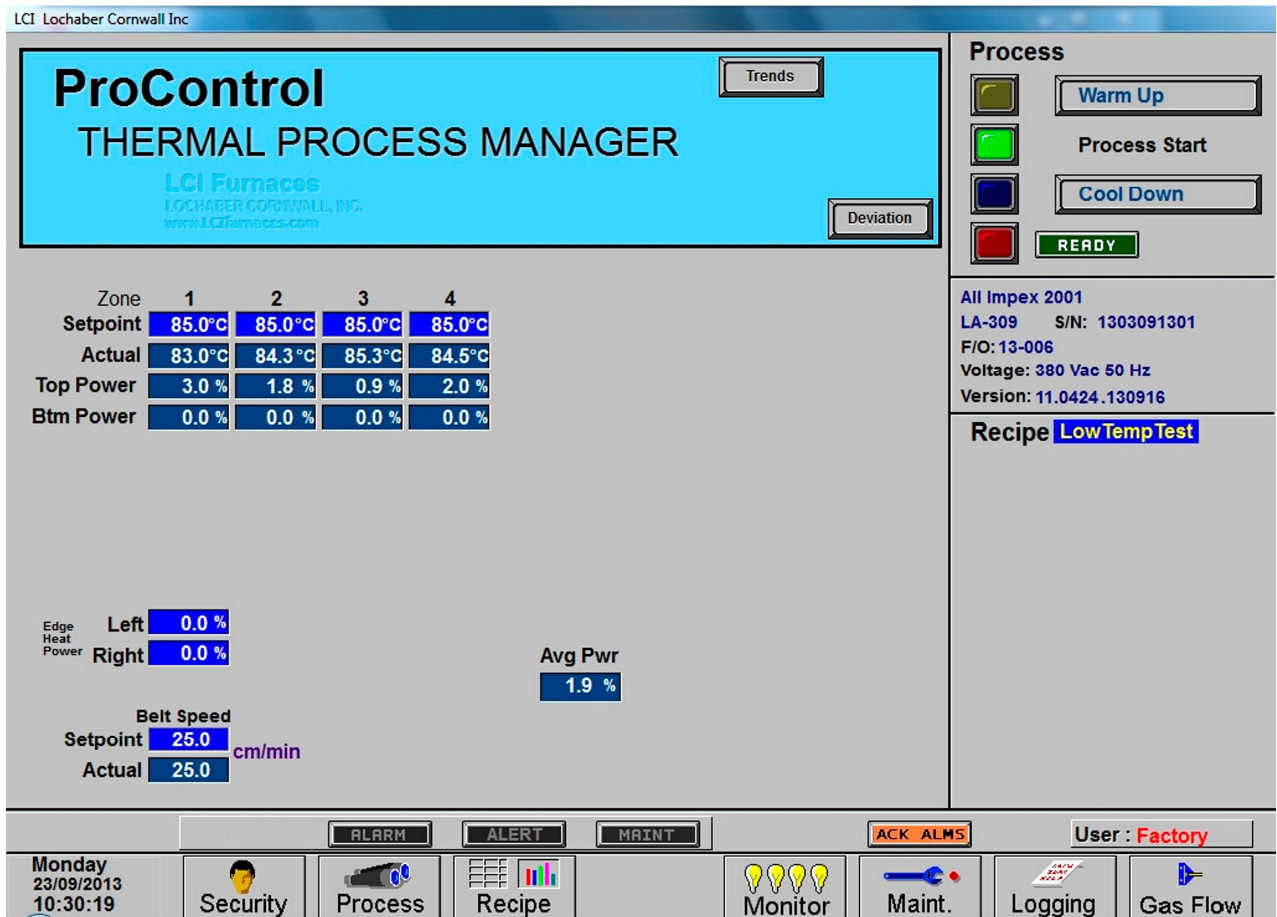 LCI Lochaber Cornwall Inc
ProControl
Trends
THERMAL PROCESS MANAGER
LCI Furnaces
LOCHABER CORNWALL, INC.
www.LCIfurnaces.com
Deviation
Process
Warm Up
Process Start
Cool Down
READY
All Impex 2001
LA-309 S/N: 1303091301
F/O: 13-006
Voltage: 380 Vac 50 Hz
Version: 11.0424.130916
Recipe LowTempTest
Zone 1 2 3 4
Setpoint 85.0°C 85.0°C 85.0°C 85.0°C
Actual 83.0°C 84.3°C 85.3°C 84.5°C
Top Power 3.0 % 1.8 % 0.9 % 2.0 %
Btm Power 0.0 % 0.0 % 0.0 % 0.0 %
Edge Heat Power
Left 0.0 %
Right 0.0 %
Avg Pwr
1.9 %
Belt Speed
Setpoint 25.0
cm/min
Actual 25.0
ALARM ALERT MAINT ACK ALMS User : Factory
Monday
23/09/2013
10:30:19
Security Process Recipe Monitor Maint. Logging Gas Flow